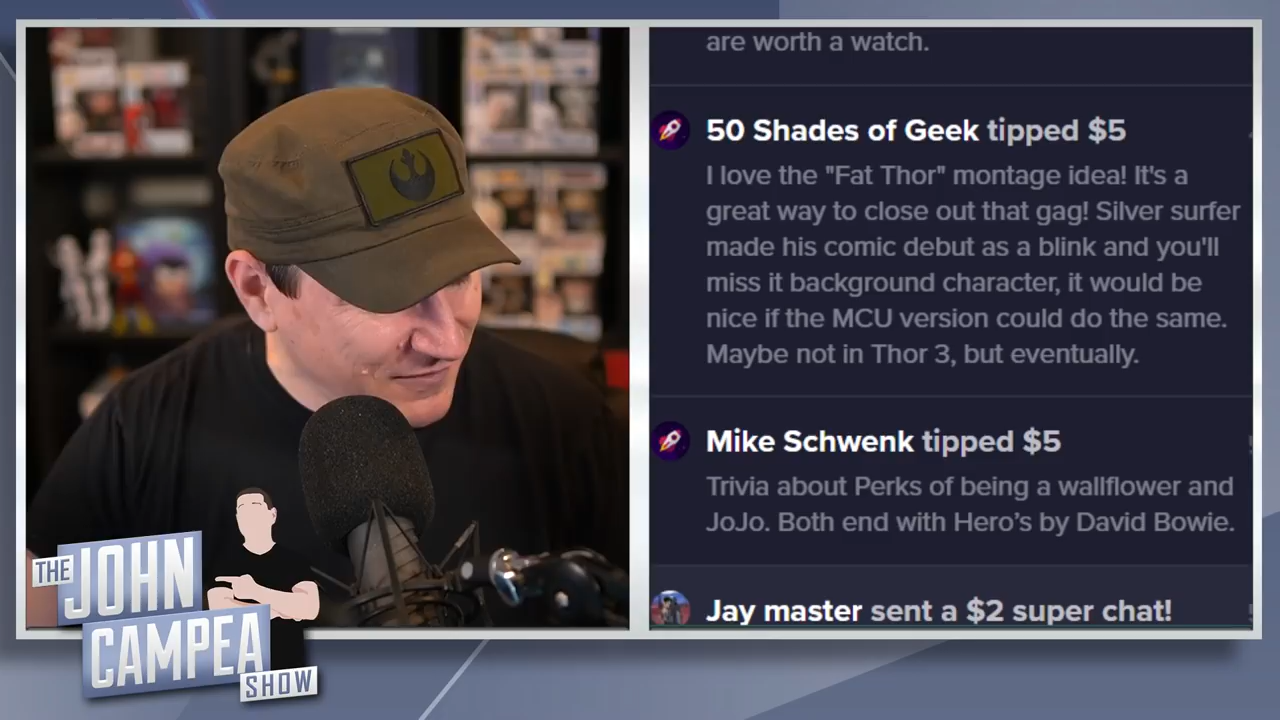 are worth a watch.
50 Shades of Geek tipped $5
I love the "Fat Thor" montage idea! It's a
great way to close out that gag! Silver surfer
made his comic debut as a blink and you'll
miss it background character, it would be
nice if the MCU version could do the same.
Maybe not in Thor 3, but eventually.
Mike Schwenk tipped $5
Trivia about Perks of being a wallflower and
JoJo. Both end with Hero’s by David Bowie.
Jay master sent a $2 super chat!
THE
JOHN
CAMPEA
SHOW